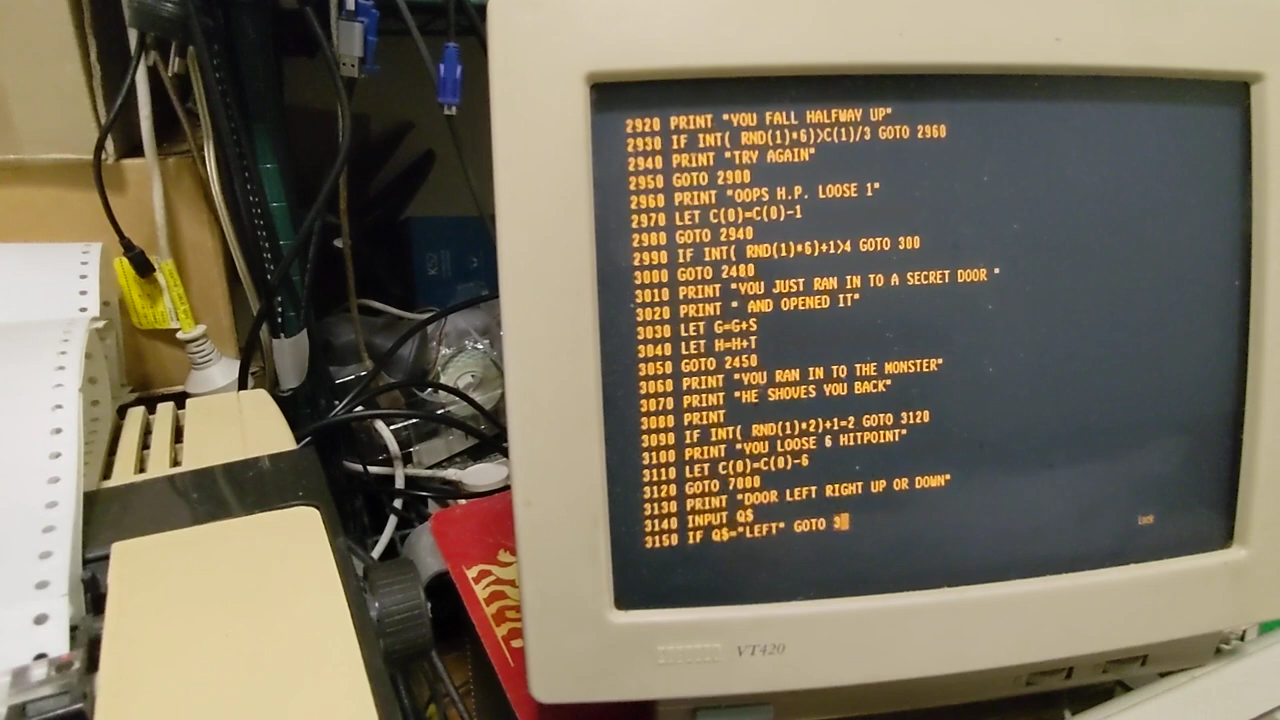 2920 PRINT "YOU FALL HALFWAY UP"
2930 IF INT( RND(1)*6)>C(1)/3 GOTO 2960
2940 PRINT "TRY AGAIN"
2950 GOTO 2900
2960 PRINT "OOPS H.P. LOOSE 1"
2970 LET C(0)=C(0)-1
2980 GOTO 2940
2990 IF INT( RND(1)*6)+1>4 GOTO 300
3000 GOTO 2480
3010 PRINT "YOU JUST RAN IN TO A SECRET DOOR "
3020 PRINT " AND OPENED IT"
3030 LET G=G+S
3040 LET H=H+T
3050 GOTO 2450
3060 PRINT "YOU RAN IN TO THE MONSTER"
3070 PRINT "HE SHOVES YOU BACK"
3080 PRINT
3090 IF INT( RND(1)*2)+1=2 GOTO 3120
3100 PRINT "YOU LOOSE 6 HITPOINT"
3110 LET C(0)=C(0)-6
3120 GOTO 7000
3130 PRINT "DOOR LEFT RIGHT UP OR DOWN"
3140 INPUT Q$
3150 IF Q$="LEFT" GOTO 3
Lock
VT420